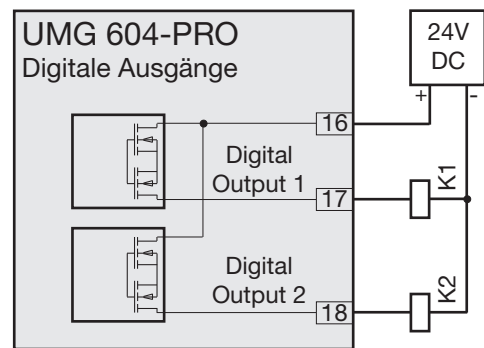 UMG 604-PRO
Digitale Ausgänge
24V
DC
+ -
16
Digital
Output 1
17
K1
Digital
Output 2
18
K2